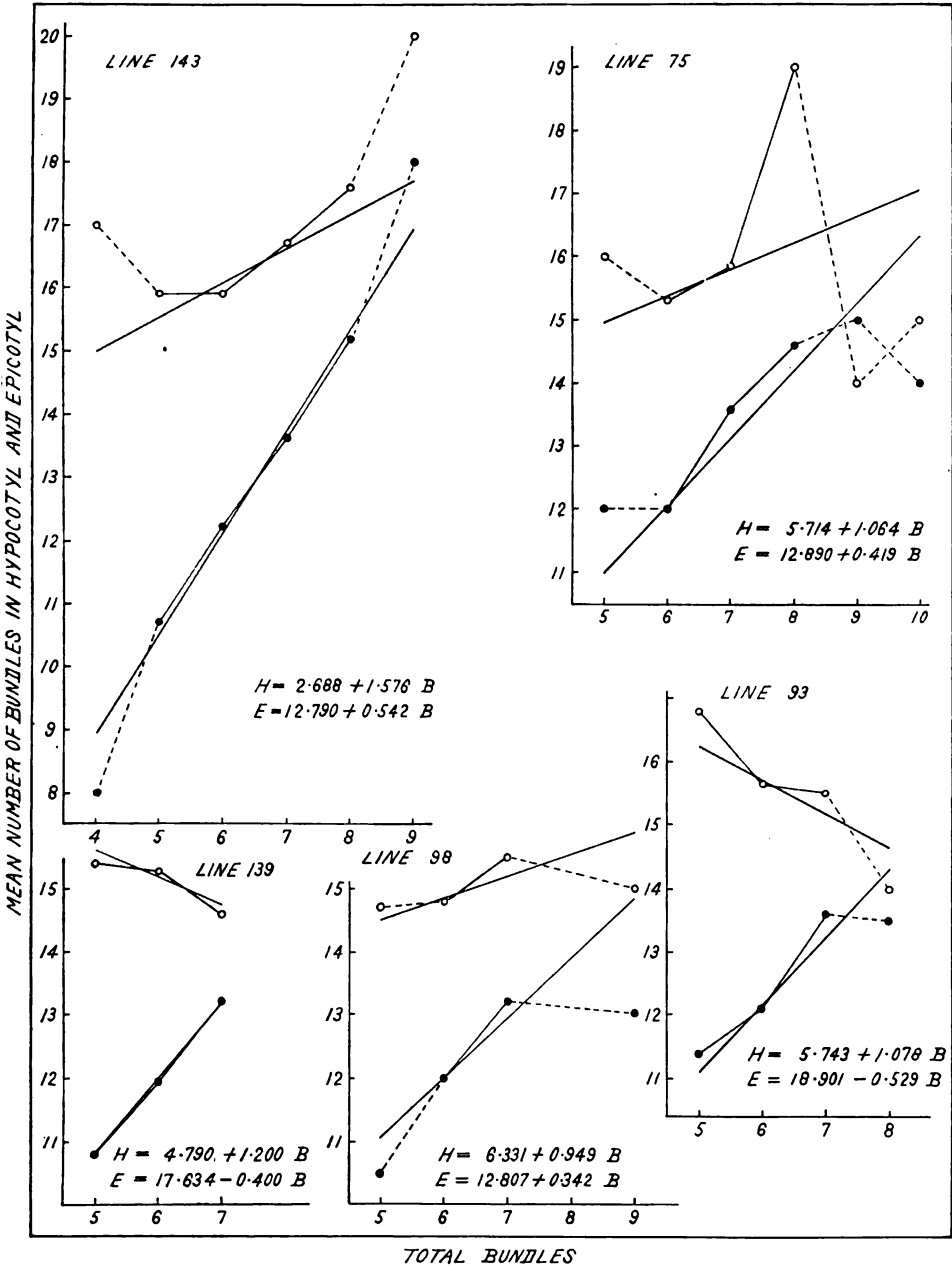 MEAN NUMBER OF BUNDLES IN HYPOCOTYL AND EPICOTYL
LINE 143
20
19
18
17
16
15
14
13
12
11
10
9
8
4 5 6 7 8 9
H = 2·688 + 1·576 B
E = 12·790 + 0·542 B
LINE 75
19
18
17
16
15
14
13
12
11
5 6 7 8 9 10
H = 5·714 + 1·064 B
E = 12·890 + 0·419 B
LINE 139
15
14
13
12
11
5 6 7
H = 4·790 + 1·200 B
E = 17·634 − 0·400 B
LINE 98
15
14
13
12
11
5 6 7 8 9
H = 6·331 + 0·949 B
E = 12·807 + 0·342 B
LINE 93
16
15
14
13
12
11
5 6 7 8
H = 5·743 + 1·078 B
E = 18·901 − 0·529 B
TOTAL BUNDLES